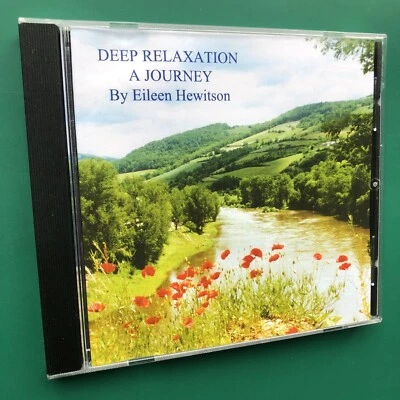 DEEP RELAXATION
A JOURNEY
By Eileen Hewitson